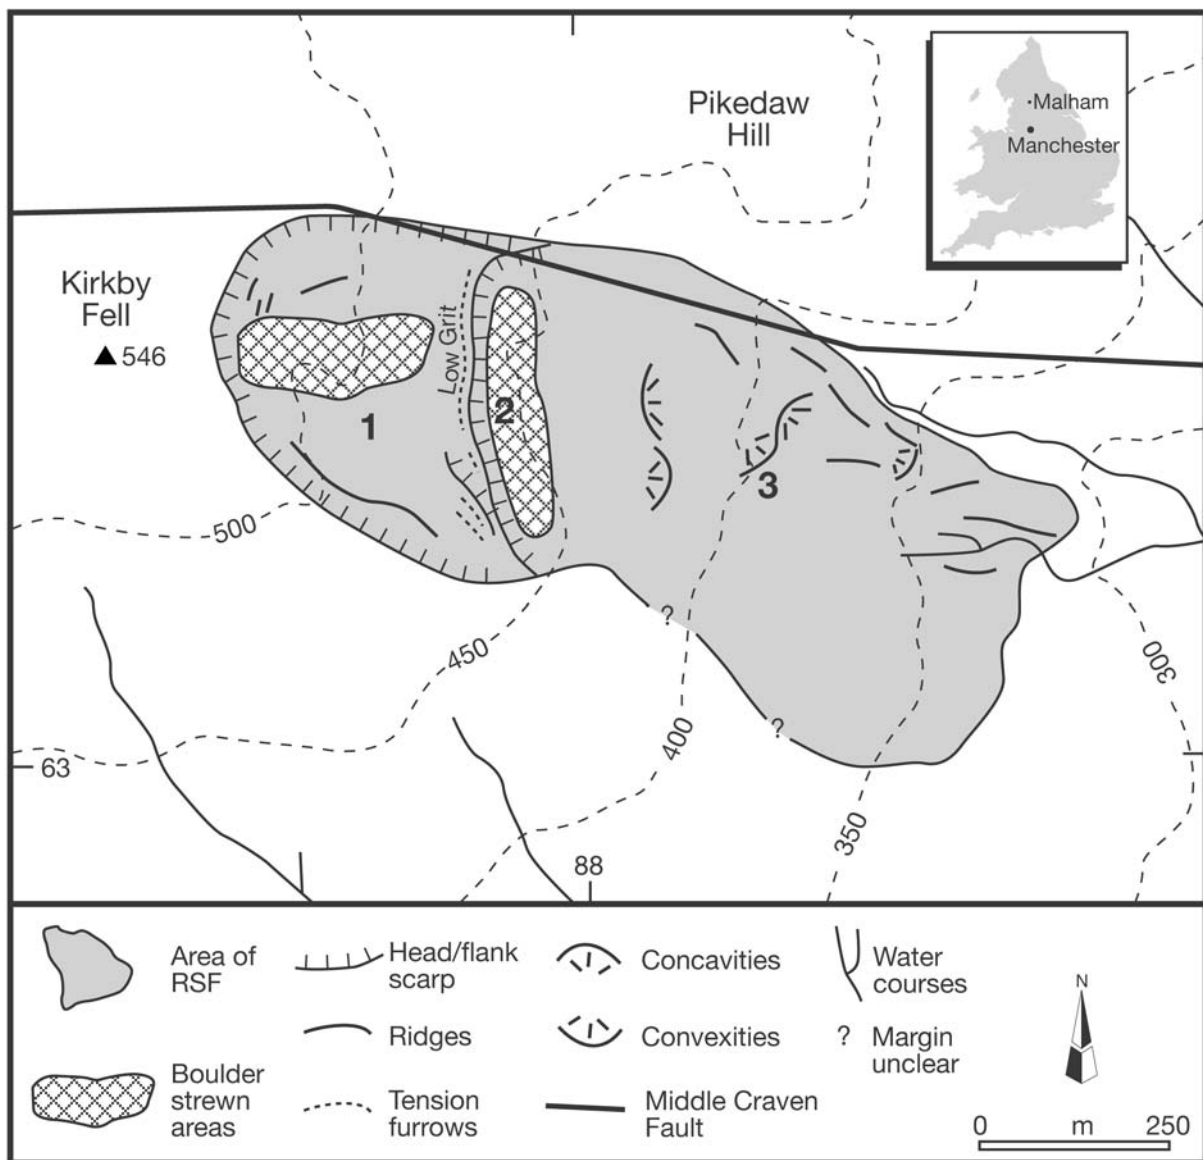 Pikedaw
Hill
Malham
Manchester
Kirkby
Fell
546
Low Grit
1
2
3
500
450
400
350
300
?
?
63
88
Area of
RSF
Head/flank
scarp
Concavities
Water
courses
Ridges
Convexities
? Margin
unclear
Boulder
strewn
areas
Tension
furrows
Middle Craven
Fault
N
0 m 250